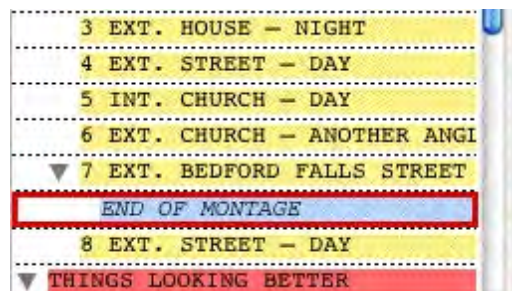 3 EXT. HOUSE — NIGHT
4 EXT. STREET — DAY
5 INT. CHURCH — DAY
6 EXT. CHURCH — ANOTHER ANGL
7 EXT. BEDFORD FALLS STREET
END OF MONTAGE
8 EXT. STREET — DAY
THINGS LOOKING BETTER